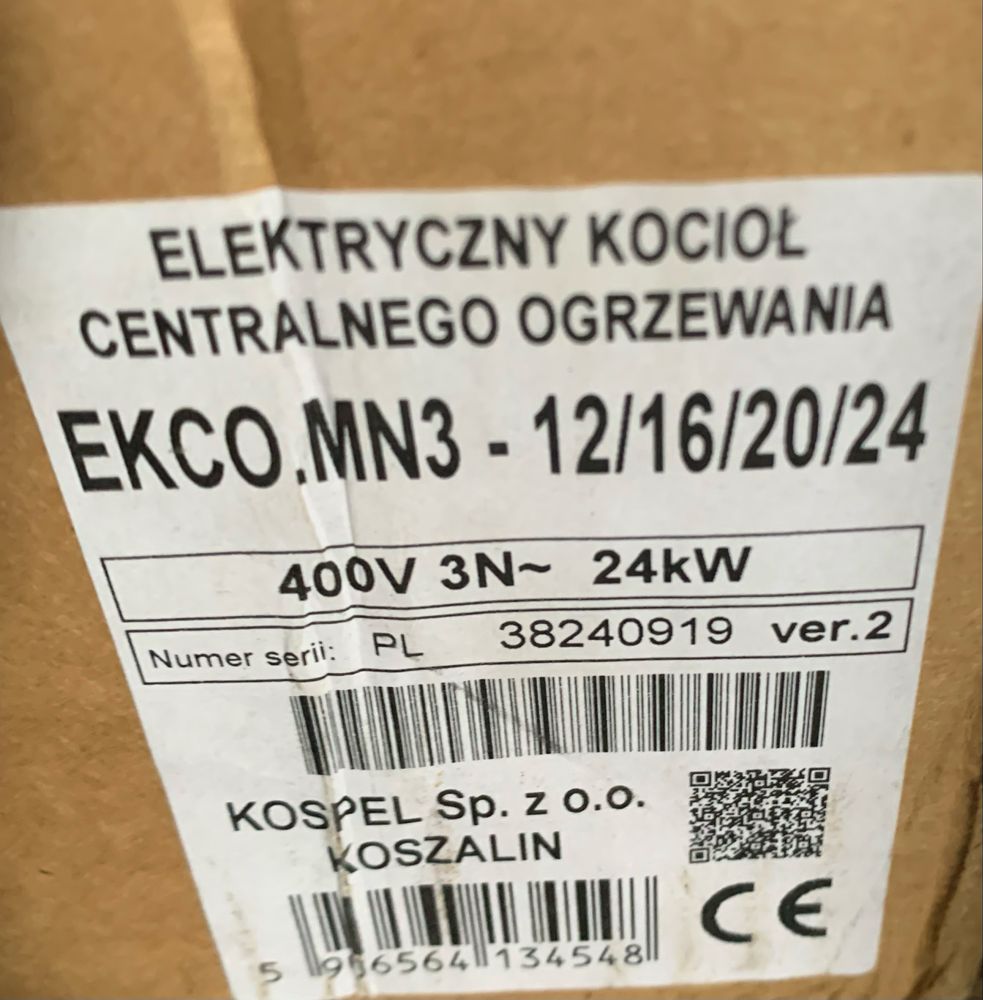 ELEKTRYCZNY KOCIOŁ
CENTRALNEGO OGRZEWANIA
EKCO.MN3 - 12/16/20/24
400V 3N~ 24kW
Numer serii: PL 38240919 ver.2
KOSPEL Sp. z o.o.
KOSZALIN
CE
5 906564 134548